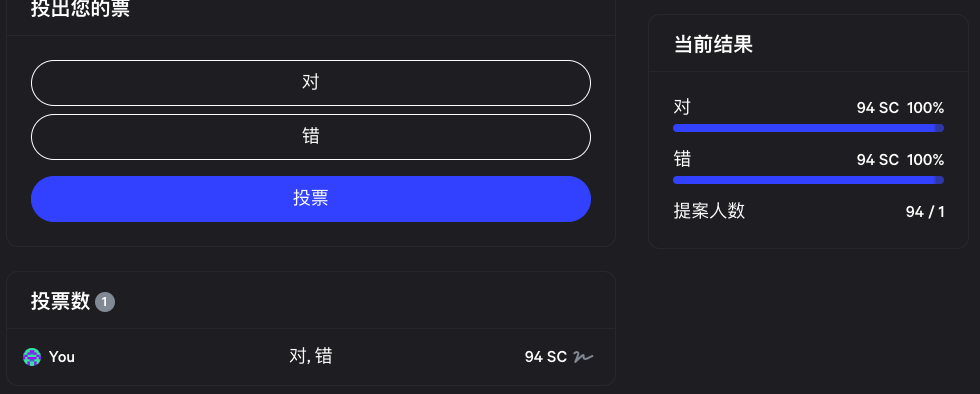 投出您的票
对
错
投票
投票数 1
You 对, 错 94 SC
当前结果
对 94 SC 100%
错 94 SC 100%
提案人数 94 / 1